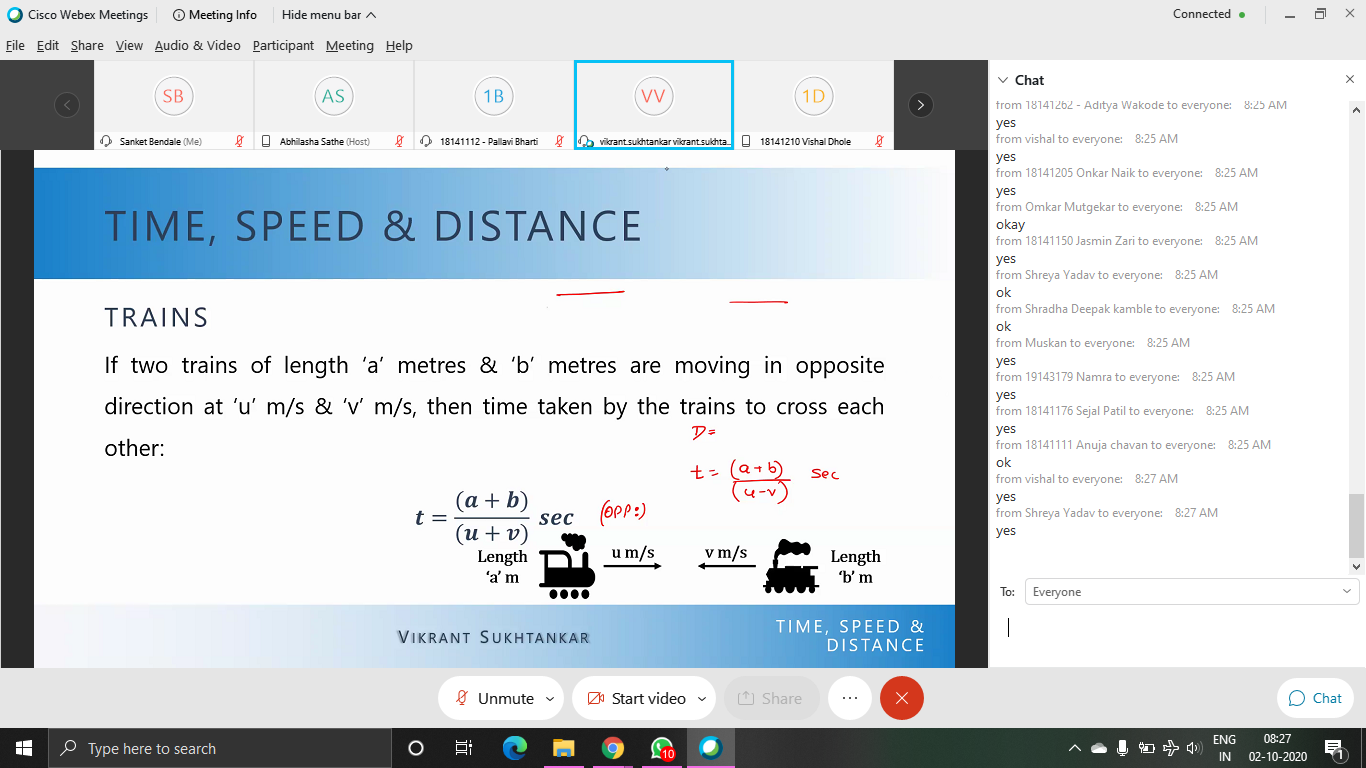 Cisco Webex Meetings
Meeting Info
Hide menu bar
Connected
File Edit Share View Audio & Video Participant Meeting Help
SB
AS
1B
VV
1D
Sanket Bendale (Me)
Abhilasha Sathe (Host)
18141112 - Pallavi Bharti
vikrant.sukhtankar vikrant.sukhta...
18141210 Vishal Dhole
TIME, SPEED & DISTANCE
TRAINS
If two trains of length ‘a’ metres & ‘b’ metres are moving in opposite
direction at ‘u’ m/s & ‘v’ m/s, then time taken by the trains to cross each
other:
D=
t = (a+b)/(u-v) sec
t = (a + b)/(u + v) sec (opp:)
Length
‘a’ m
u m/s
v m/s
Length
‘b’ m
VIKRANT SUKHTANKAR
TIME, SPEED &
DISTANCE
Chat
from 18141262 - Aditya Wakode to everyone: 8:25 AM
yes
from vishal to everyone: 8:25 AM
yes
from 18141205 Onkar Naik to everyone: 8:25 AM
yes
from Omkar Mutgekar to everyone: 8:25 AM
okay
from 18141150 Jasmin Zari to everyone: 8:25 AM
yes
from Shreya Yadav to everyone: 8:25 AM
ok
from Shradha Deepak kamble to everyone: 8:25 AM
ok
from Muskan to everyone: 8:25 AM
yes
from 19143179 Namra to everyone: 8:25 AM
yes
from 18141176 Sejal Patil to everyone: 8:25 AM
yes
from 18141111 Anuja chavan to everyone: 8:25 AM
ok
from vishal to everyone: 8:27 AM
yes
from Shreya Yadav to everyone: 8:27 AM
yes
To: Everyone
Unmute
Start video
Share
Chat
Type here to search
10
ENG
IN
08:27
02-10-2020
1